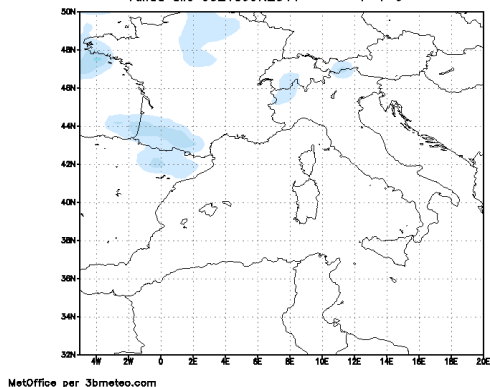 50N
48N
46N
44N
42N
40N
38N
36N
34N
32N
4W 2W 0 2E 4E 6E 8E 10E 12E 14E 16E 18E 20E
MetOffice per 3bmeteo.com